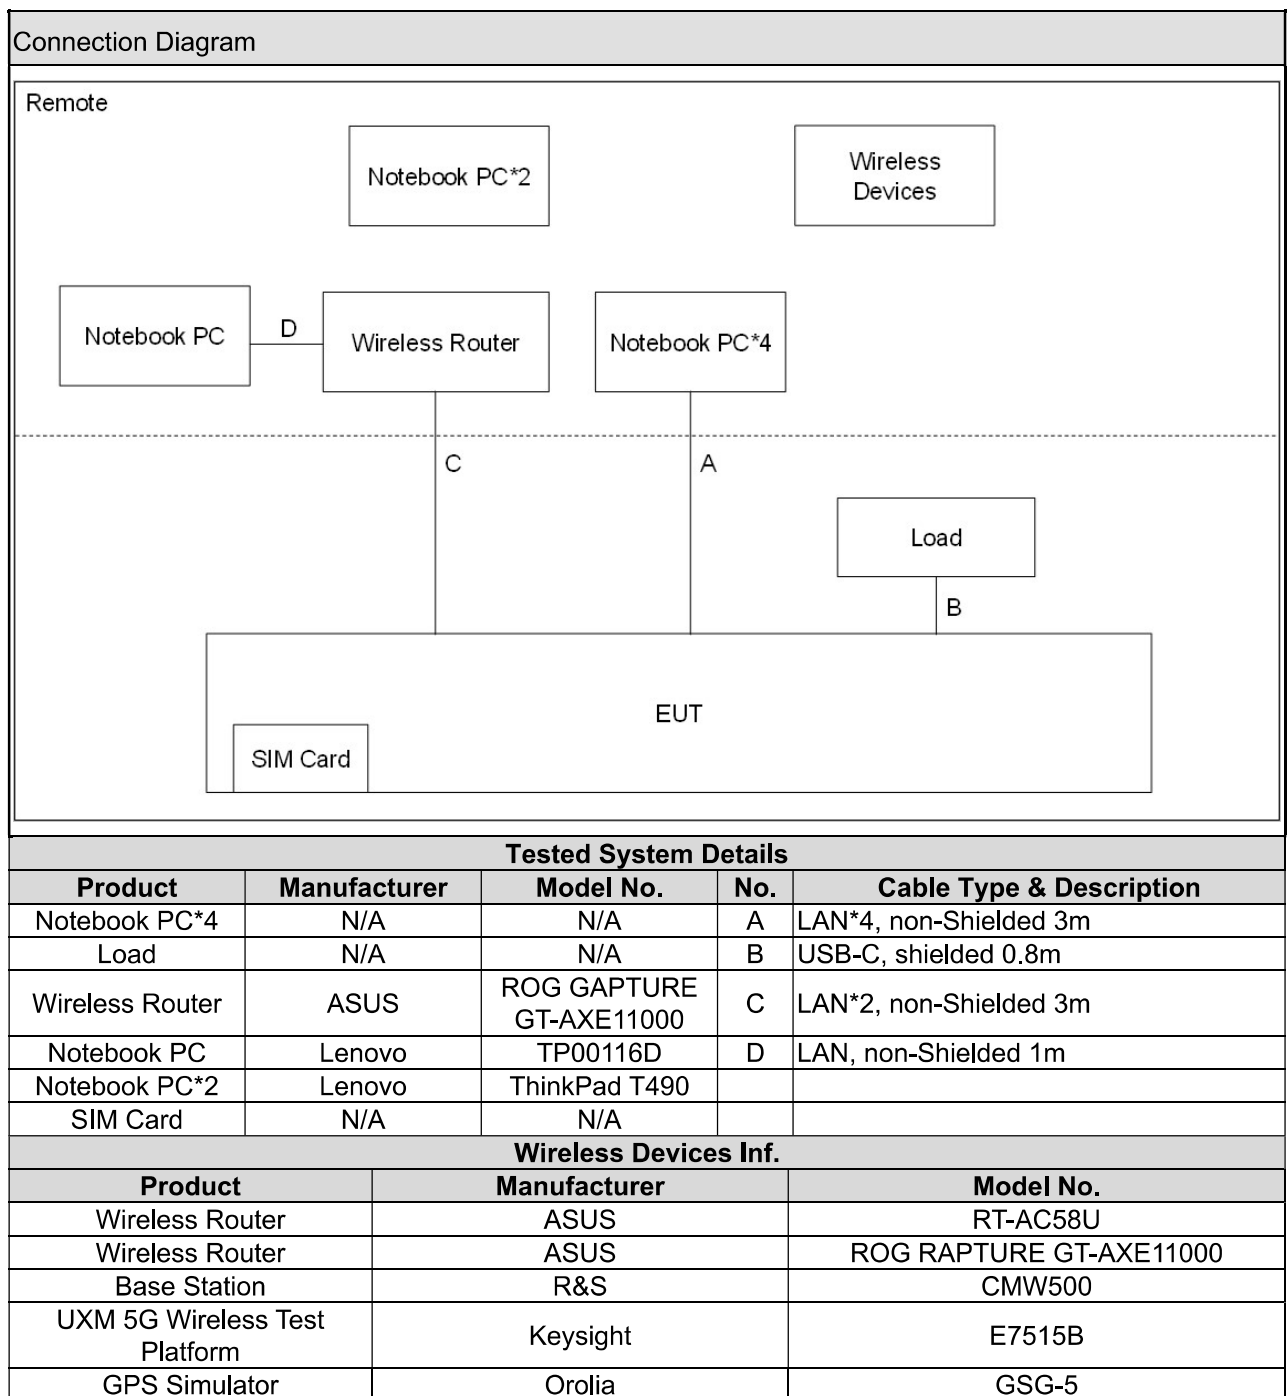 Connection Diagram
Remote
Notebook PC*2
Wireless
Devices
Notebook PC
D
Wireless Router
Notebook PC*4
C
A
Load
B
EUT
SIM Card
Tested System Details
Product Manufacturer Model No. No. Cable Type & Description
Notebook PC*4 N/A N/A A LAN*4, non-Shielded 3m
Load N/A N/A B USB-C, shielded 0.8m
Wireless Router ASUS ROG GAPTURE
GT-AXE11000 C LAN*2, non-Shielded 3m
Notebook PC Lenovo TP00116D D LAN, non-Shielded 1m
Notebook PC*2 Lenovo ThinkPad T490
SIM Card N/A N/A
Wireless Devices Inf.
Product Manufacturer Model No.
Wireless Router ASUS RT-AC58U
Wireless Router ASUS ROG RAPTURE GT-AXE11000
Base Station R&S CMW500
UXM 5G Wireless Test
Platform Keysight E7515B
GPS Simulator Orolia GSG-5